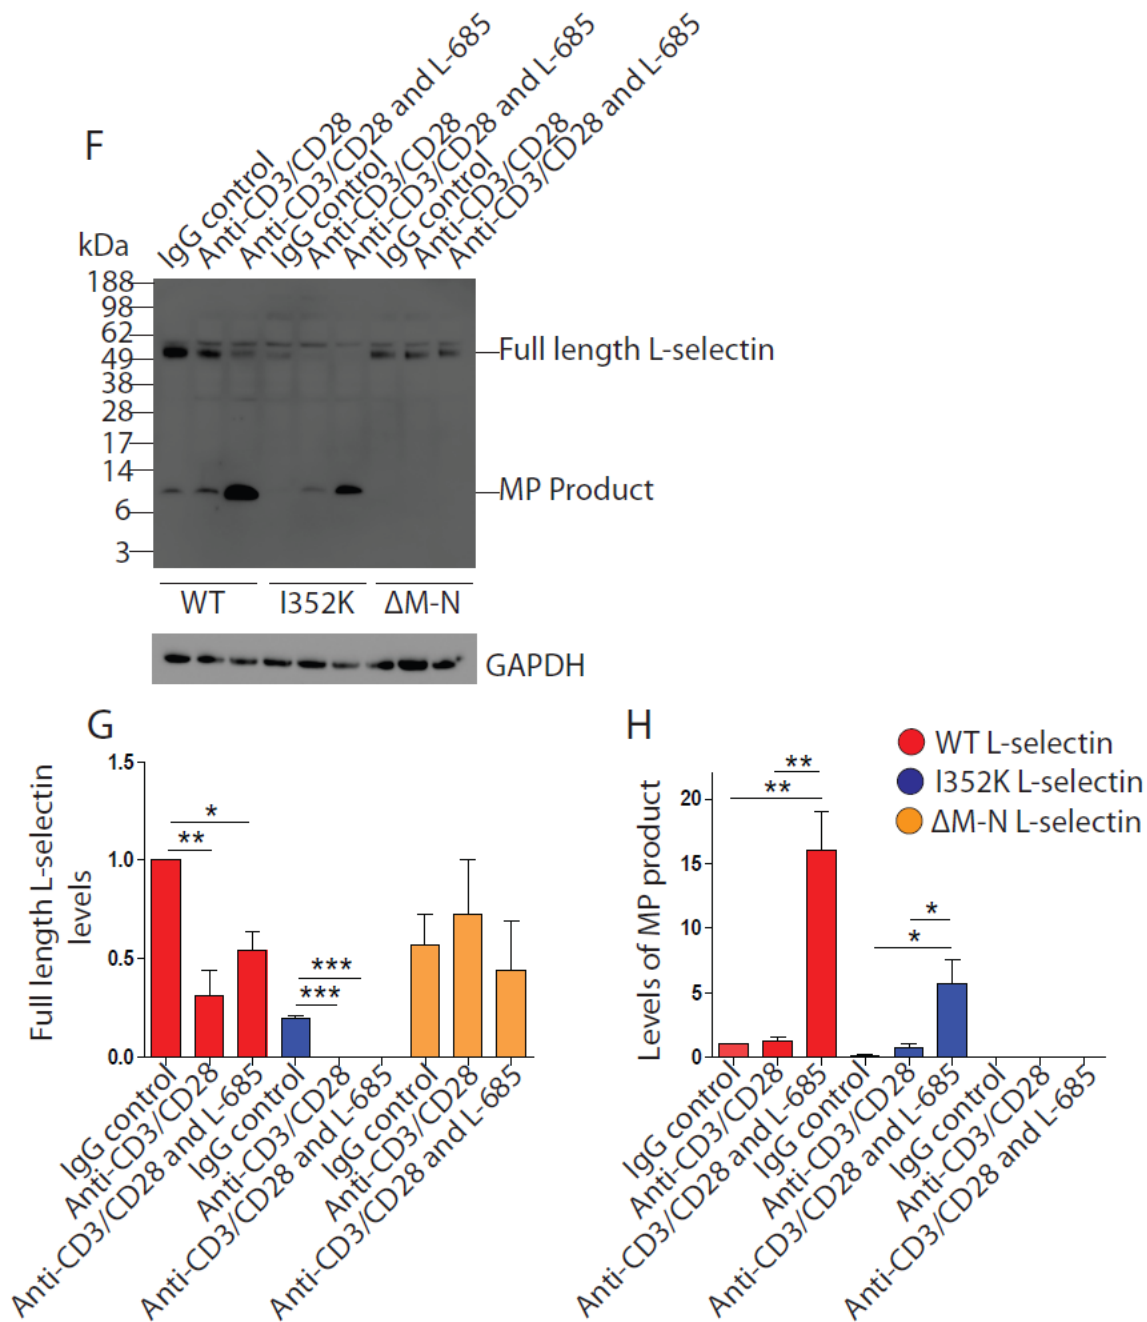 F
IgG control
Anti-CD3/CD28
Anti-CD3/CD28 and L-685
IgG control
Anti-CD3/CD28
Anti-CD3/CD28 and L-685
IgG control
Anti-CD3/CD28
Anti-CD3/CD28 and L-685
kDa
188
98
62
49
38
28
17
14
6
3
Full length L-selectin
MP Product
WT
I352K
ΔM-N
GAPDH
G
Full length L-selectin
levels
1.5
1.0
0.5
0.0
*
**
***
***
IgG control
Anti-CD3/CD28
Anti-CD3/CD28 and L-685
IgG control
Anti-CD3/CD28
Anti-CD3/CD28 and L-685
IgG control
Anti-CD3/CD28
Anti-CD3/CD28 and L-685
H
WT L-selectin
I352K L-selectin
ΔM-N L-selectin
Levels of MP product
20
15
10
5
0
**
**
*
*
IgG control
Anti-CD3/CD28
Anti-CD3/CD28 and L-685
IgG control
Anti-CD3/CD28
Anti-CD3/CD28 and L-685
IgG control
Anti-CD3/CD28
Anti-CD3/CD28 and L-685